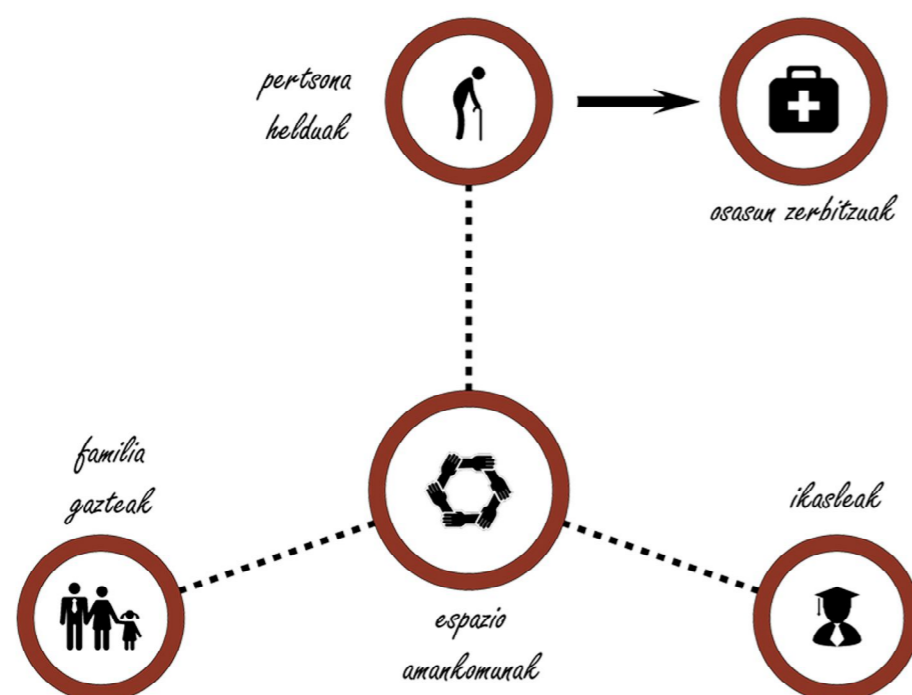 pertsona
helduak
osasun zerbitzuak
familia
gazteak
ikasleak
espazio
amankomunak